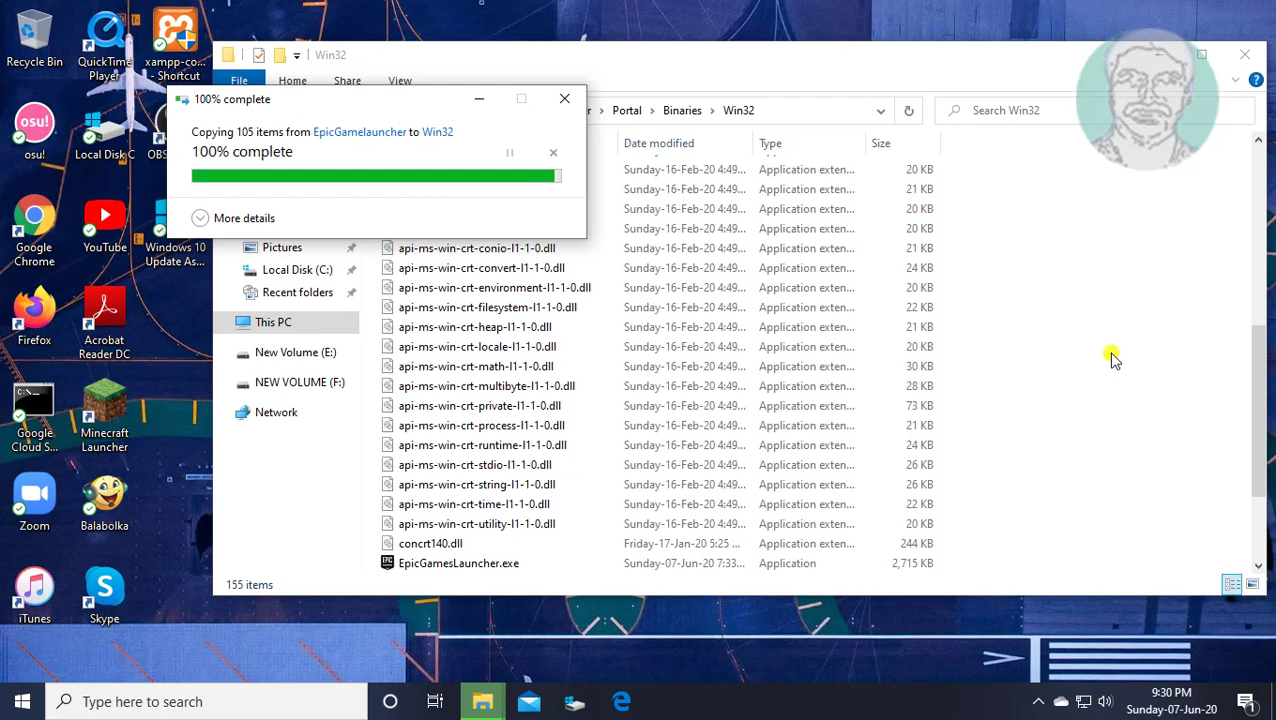 Recycle Bin
QuickTime Player
xampp-co... - Shortcut
osu!
osu!
Local Disk C
OBS
Google Chrome
YouTube
Windows 10 Update As...
Firefox
Acrobat Reader DC
Google Cloud S...
Minecraft Launcher
Zoom
Balabolka
iTunes
Skype
Win32
File
Home
Share
View
Portal
Binaries
Win32
Search Win32
100% complete
Copying 105 items from EpicGamelauncher to Win32
100% complete
More details
Pictures
Local Disk (C:)
Recent folders
This PC
New Volume (E:)
NEW VOLUME (F:)
Network
Date modified Type Size
Sunday-16-Feb-20 4:49... Application exten... 20 KB
Sunday-16-Feb-20 4:49... Application exten... 21 KB
Sunday-16-Feb-20 4:49... Application exten... 20 KB
Sunday-16-Feb-20 4:49... Application exten... 20 KB
api-ms-win-crt-conio-l1-1-0.dll Sunday-16-Feb-20 4:49... Application exten... 21 KB
api-ms-win-crt-convert-l1-1-0.dll Sunday-16-Feb-20 4:49... Application exten... 24 KB
api-ms-win-crt-environment-l1-1-0.dll Sunday-16-Feb-20 4:49... Application exten... 20 KB
api-ms-win-crt-filesystem-l1-1-0.dll Sunday-16-Feb-20 4:49... Application exten... 22 KB
api-ms-win-crt-heap-l1-1-0.dll Sunday-16-Feb-20 4:49... Application exten... 21 KB
api-ms-win-crt-locale-l1-1-0.dll Sunday-16-Feb-20 4:49... Application exten... 20 KB
api-ms-win-crt-math-l1-1-0.dll Sunday-16-Feb-20 4:49... Application exten... 30 KB
api-ms-win-crt-multibyte-l1-1-0.dll Sunday-16-Feb-20 4:49... Application exten... 28 KB
api-ms-win-crt-private-l1-1-0.dll Sunday-16-Feb-20 4:49... Application exten... 73 KB
api-ms-win-crt-process-l1-1-0.dll Sunday-16-Feb-20 4:49... Application exten... 21 KB
api-ms-win-crt-runtime-l1-1-0.dll Sunday-16-Feb-20 4:49... Application exten... 24 KB
api-ms-win-crt-stdio-l1-1-0.dll Sunday-16-Feb-20 4:49... Application exten... 26 KB
api-ms-win-crt-string-l1-1-0.dll Sunday-16-Feb-20 4:49... Application exten... 26 KB
api-ms-win-crt-time-l1-1-0.dll Sunday-16-Feb-20 4:49... Application exten... 22 KB
api-ms-win-crt-utility-l1-1-0.dll Sunday-16-Feb-20 4:49... Application exten... 20 KB
concrt140.dll Friday-17-Jan-20 5:25 ... Application exten... 244 KB
EpicGamesLauncher.exe Sunday-07-Jun-20 7:33... Application 2,715 KB
155 items
Type here to search
9:30 PM
Sunday-07-Jun-20
1